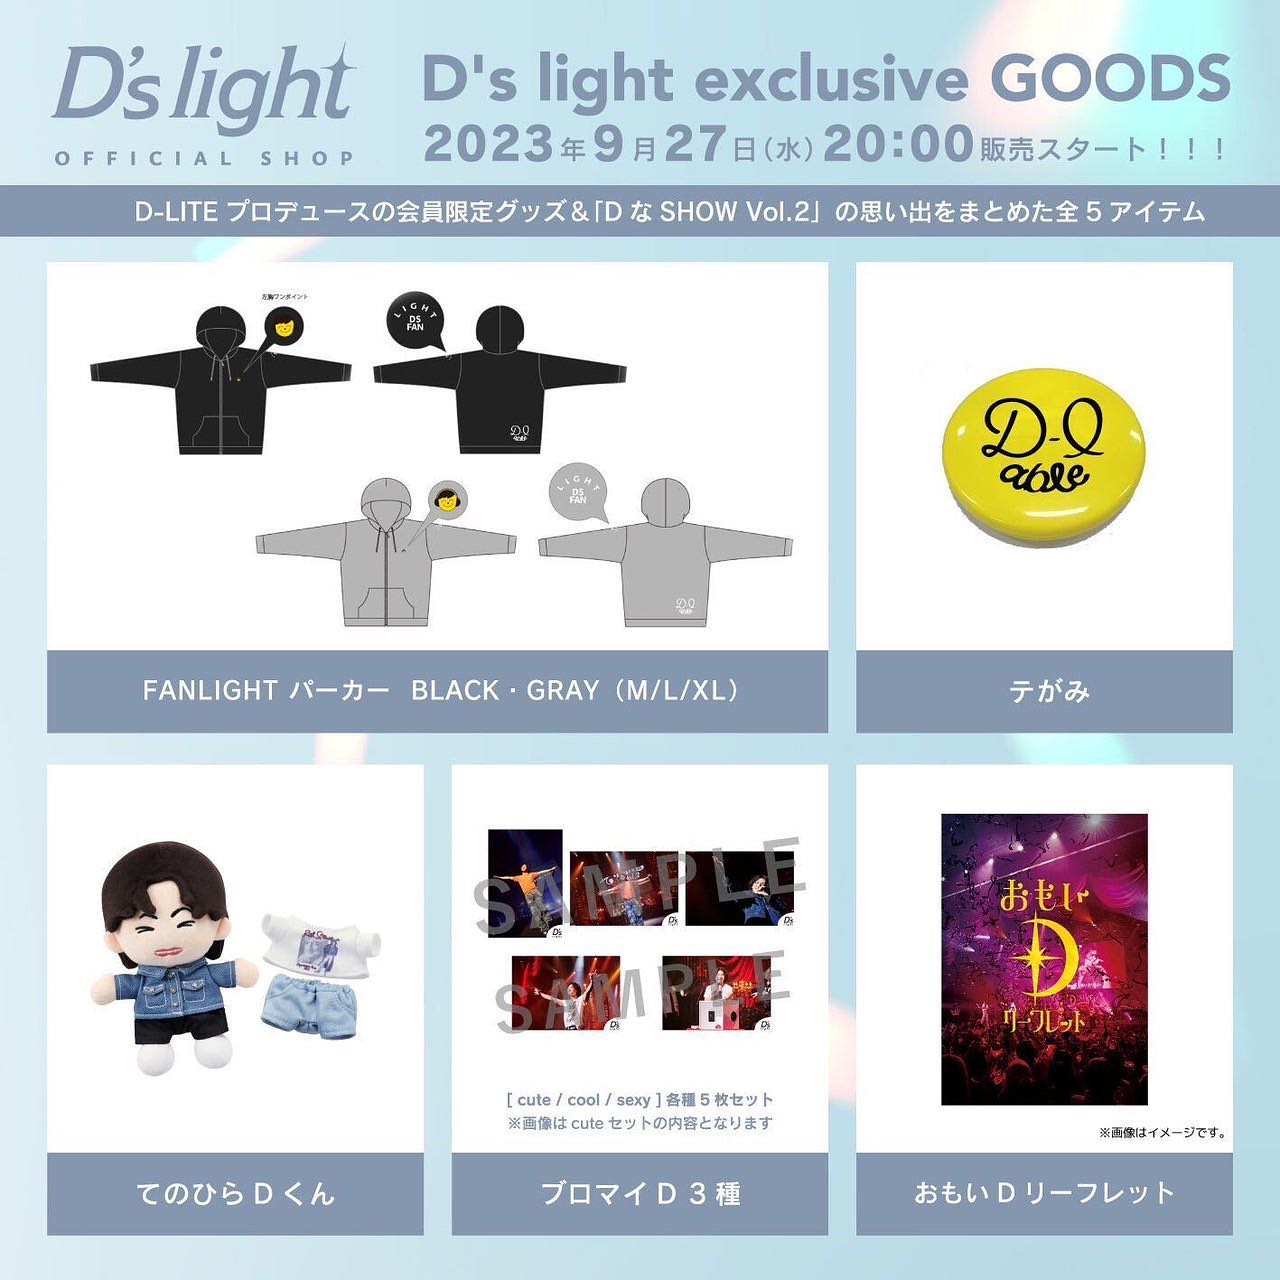 D's light
OFFICIAL SHOP
D's light exclusive GOODS
2023年9月27日(水)20:00販売スタート！！！
D-LITE プロデュースの会員限定グッズ＆「D な SHOW Vol.2」の思い出をまとめた全 5 アイテム
左胸ワンポイント
LIGHT
DS
FAN
D-I
able
LIGHT
DS
FAN
D-I
able
FANLIGHT パーカー BLACK・GRAY（M/L/XL）
D-I
able
テがみ
てのひら D くん
SAMPLE
SAMPLE
D's
D's
D's
D's
D's
[ cute / cool / sexy ] 各種 5 枚セット
※画像は cute セットの内容となります
ブロマイ D 3 種
おもい
D
リーフレット
※画像はイメージです。
おもい D リーフレット